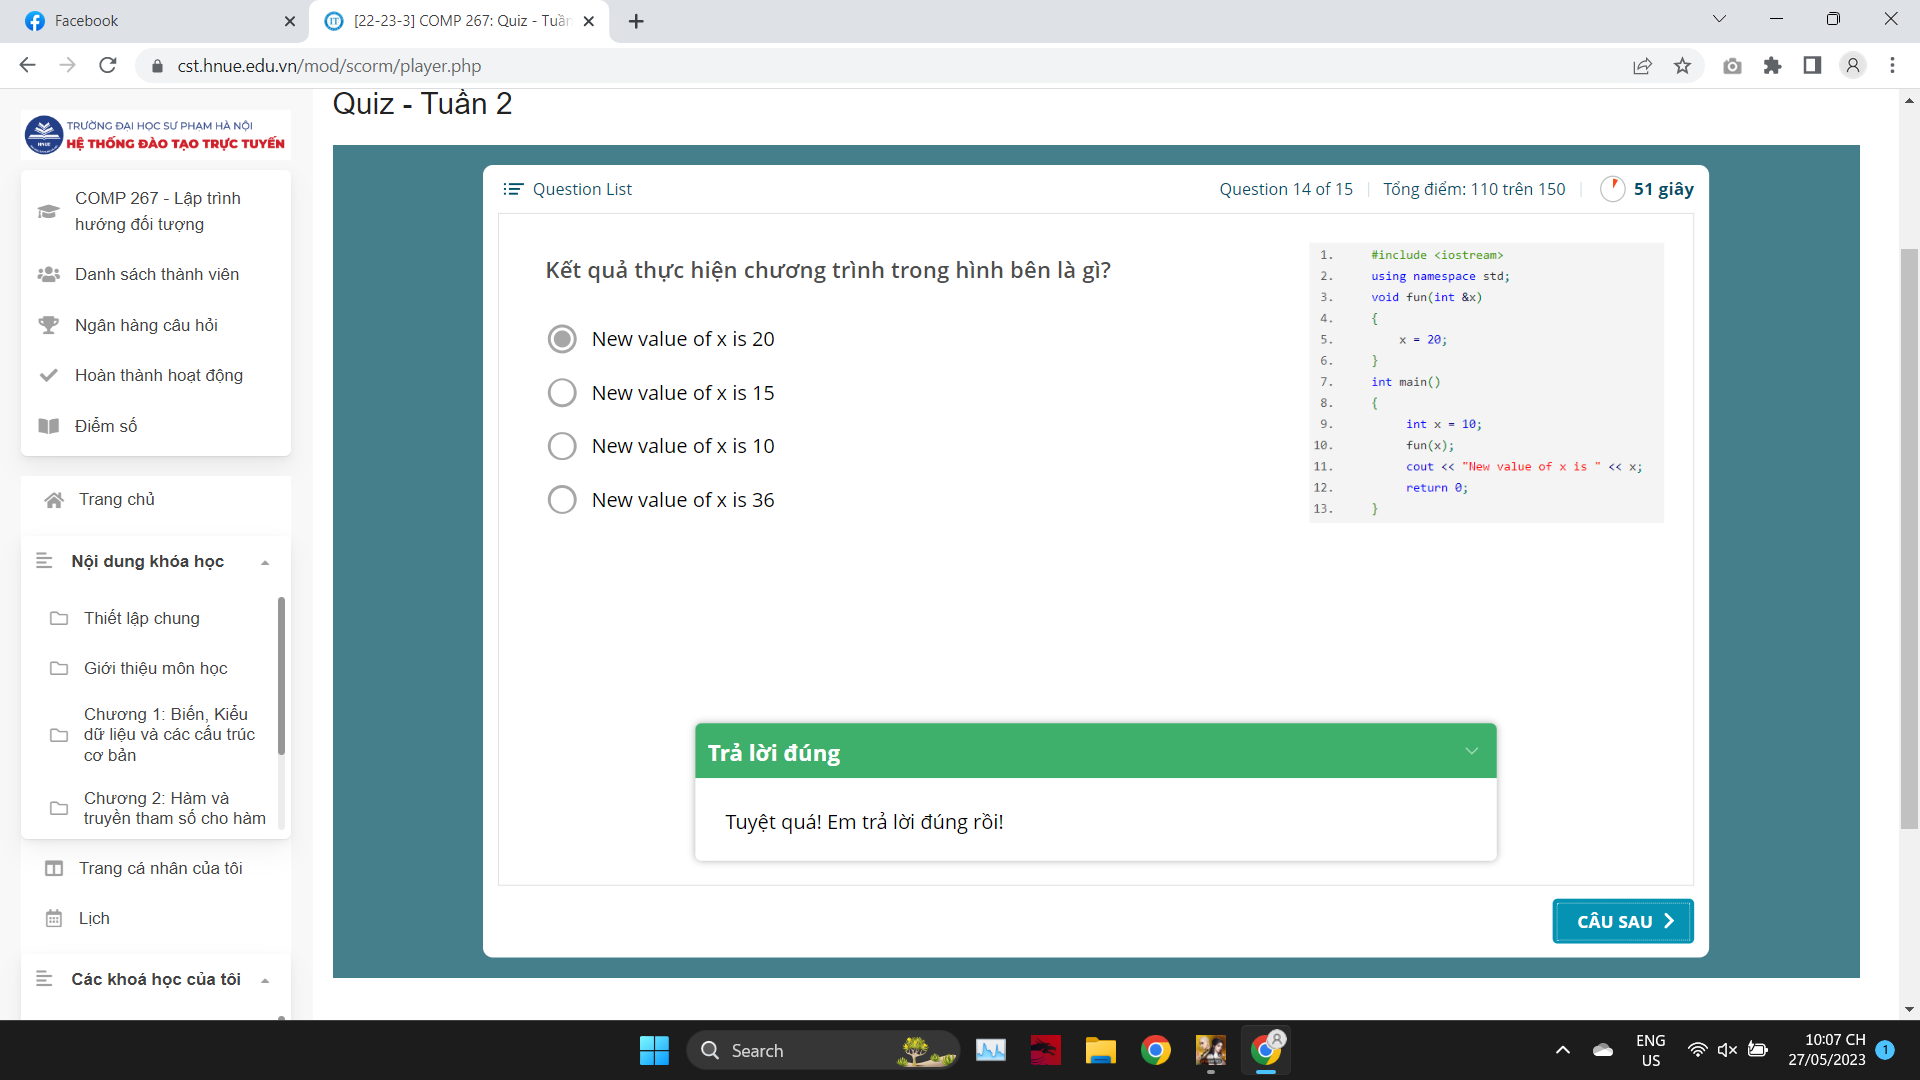 Facebook
[22-23-3] COMP 267: Quiz - Tuần
cst.hnue.edu.vn/mod/scorm/player.php
TRƯỜNG ĐẠI HỌC SƯ PHẠM HÀ NỘI
HỆ THỐNG ĐÀO TẠO TRỰC TUYẾN
COMP 267 - Lập trình
hướng đối tượng
Danh sách thành viên
Ngân hàng câu hỏi
Hoàn thành hoạt động
Điểm số
Trang chủ
Nội dung khóa học
Thiết lập chung
Giới thiệu môn học
Chương 1: Biến, Kiểu
dữ liệu và các cấu trúc
cơ bản
Chương 2: Hàm và
truyền tham số cho hàm
Trang cá nhân của tôi
Lịch
Các khoá học của tôi
Quiz - Tuần 2
Question List
Question 14 of 15
Tổng điểm: 110 trên 150
51 giây
Kết quả thực hiện chương trình trong hình bên là gì?
New value of x is 20
New value of x is 15
New value of x is 10
New value of x is 36
1. #include <iostream>
2. using namespace std;
3. void fun(int &x)
4. {
5. x = 20;
6. }
7. int main()
8. {
9. int x = 10;
10. fun(x);
11. cout << "New value of x is " << x;
12. return 0;
13. }
Trả lời đúng
Tuyệt quá! Em trả lời đúng rồi!
CÂU SAU
Search
ENG
US
10:07 CH
27/05/2023
1